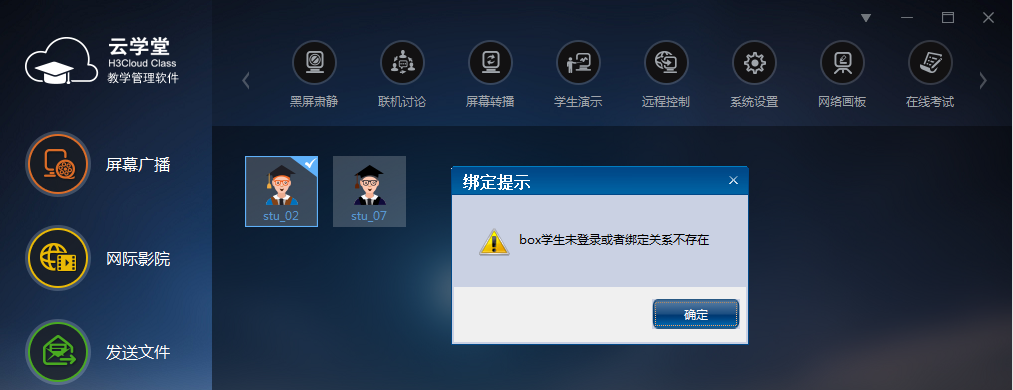 云学堂
H3Cloud Class
教学管理软件
黑屏肃静
联机讨论
屏幕转播
学生演示
远程控制
系统设置
网络画板
在线考试
屏幕广播
网际影院
发送文件
stu_02
stu_07
绑定提示
box学生未登录或者绑定关系不存在
确定